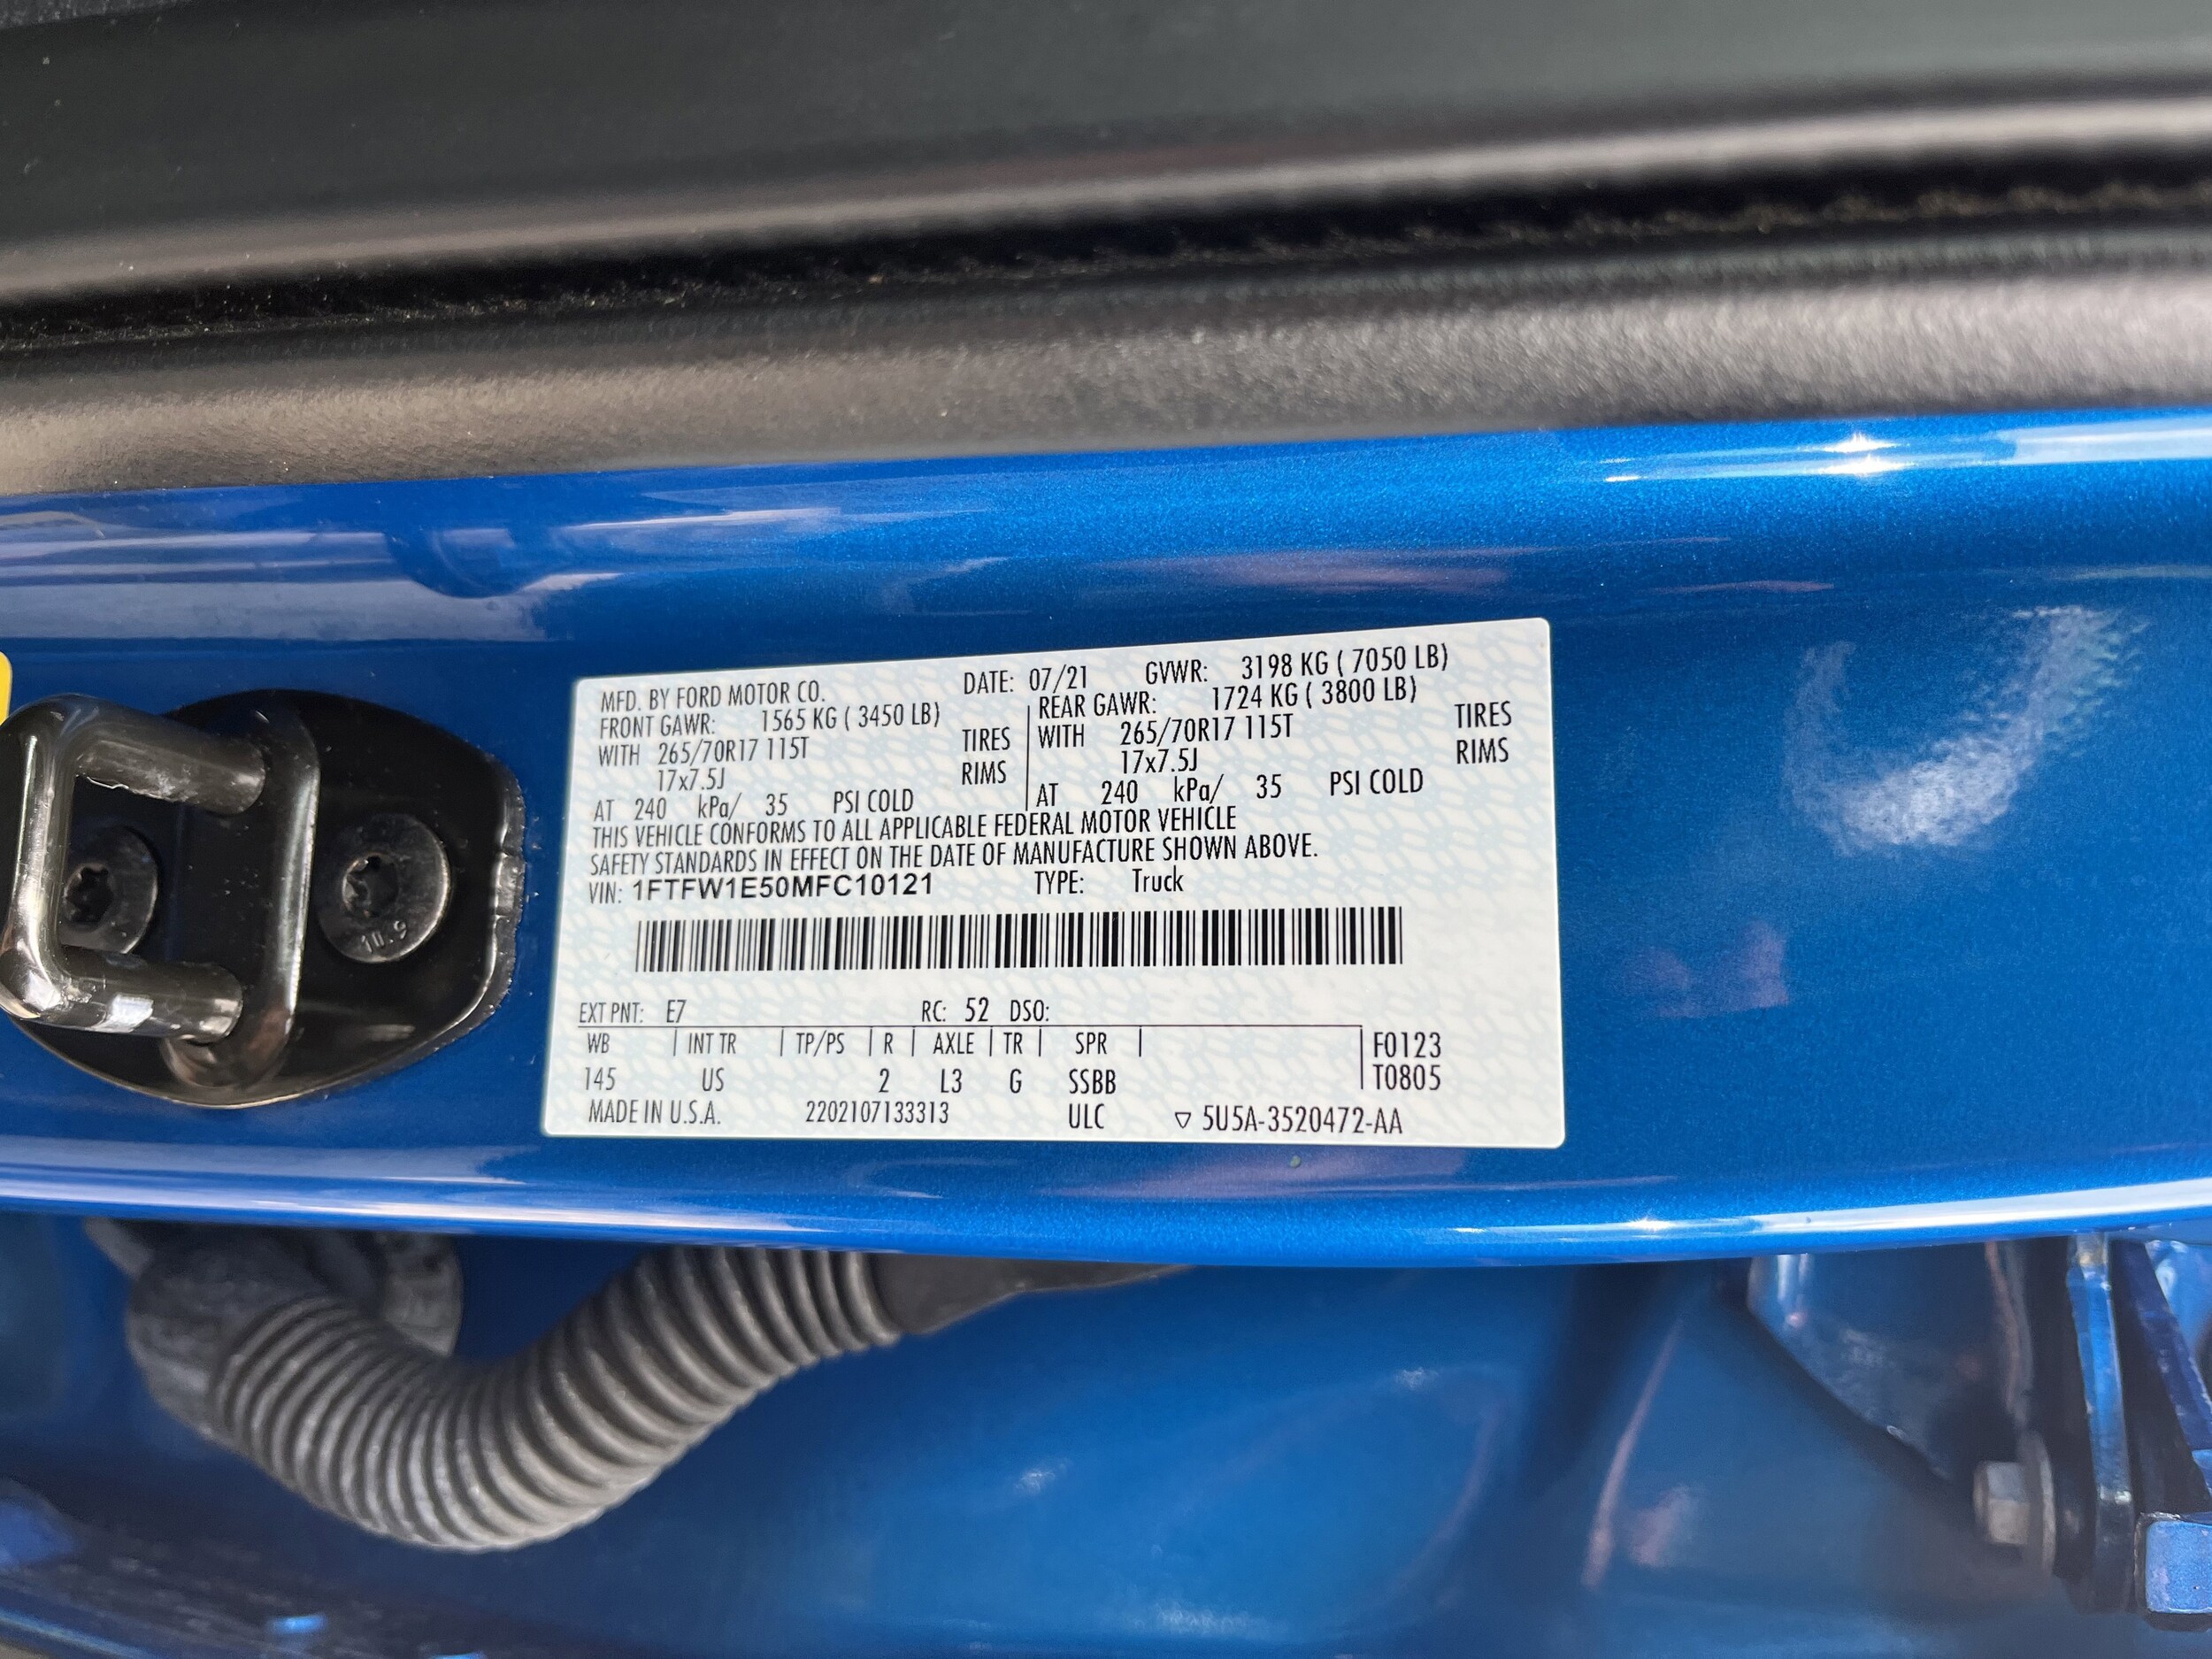 MFD. BY FORD MOTOR CO. DATE: 07/21 GVWR: 3198 KG ( 7050 LB)
FRONT GAWR: 1565 KG ( 3450 LB) REAR GAWR: 1724 KG ( 3800 LB)
WITH 265/70R17 115T TIRES WITH 265/70R17 115T TIRES
17x7.5J RIMS 17x7.5J RIMS
AT 240 kPa/ 35 PSI COLD AT 240 kPa/ 35 PSI COLD
THIS VEHICLE CONFORMS TO ALL APPLICABLE FEDERAL MOTOR VEHICLE
SAFETY STANDARDS IN EFFECT ON THE DATE OF MANUFACTURE SHOWN ABOVE.
VIN: 1FTFW1E50MFC10121 TYPE: Truck
EXT PNT: E7 RC: 52 DSO:
WB INT TR TP/PS R AXLE TR SPR F0123
145 US 2 L3 G SSBB T0805
MADE IN U.S.A. 2202107133313 ULC ▽ 5U5A-3520472-AA
10.9